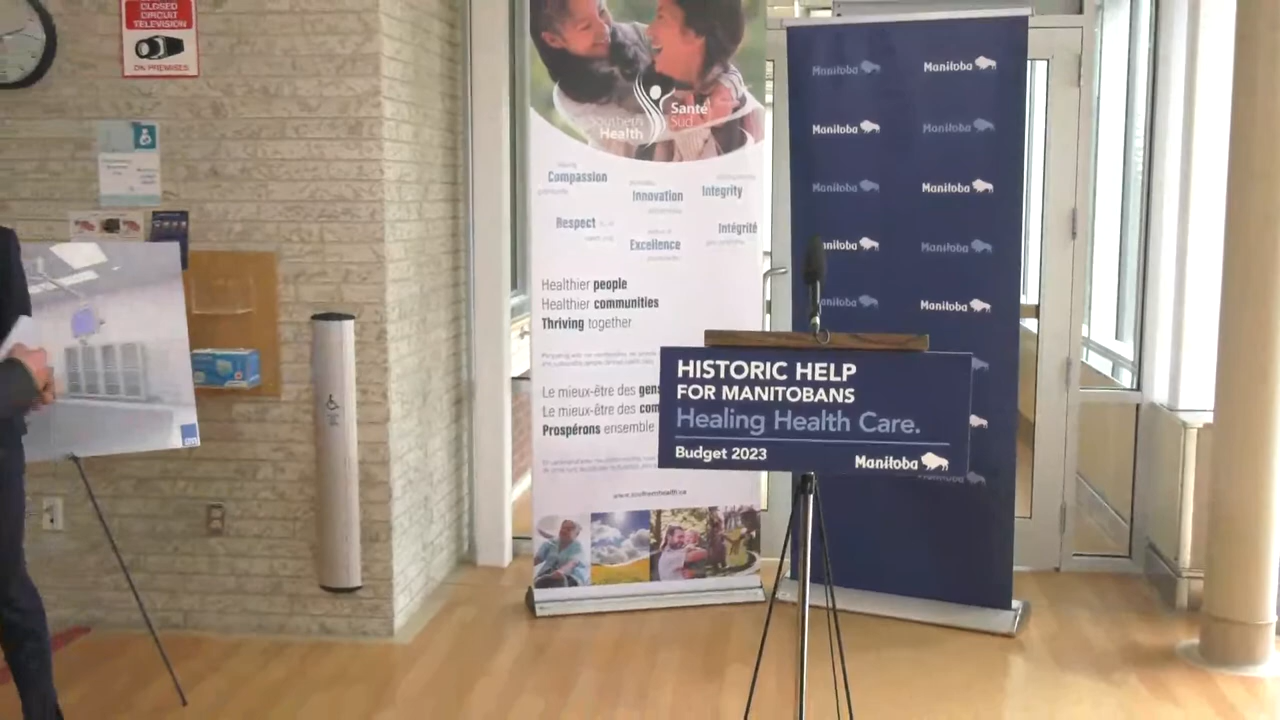 CLOSED
CIRCUIT
TELEVISION
ON PREMISES
Southern
Health
Santé
Sud
Compassion
Innovation
Integrity
Respect
Excellence
Intégrité
Healthier people
Healthier communities
Thriving together
Le mieux-être des gens
Le mieux-être des com
Prospérons ensemble
www.southernhealth.ca
Manitoba
Manitoba
Manitoba
Manitoba
Manitoba
Manitoba
Manitoba
Manitoba
Manitoba
Manitoba
HISTORIC HELP
FOR MANITOBANS
Healing Health Care.
Budget 2023
Manitoba